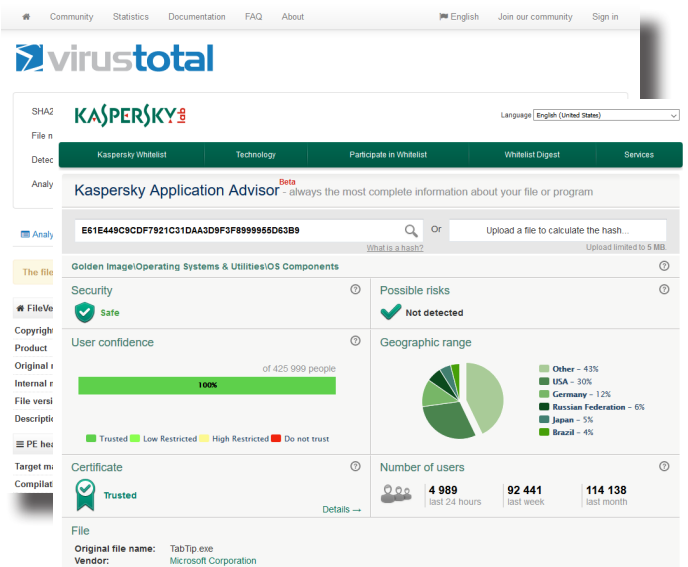 Community Statistics Documentation FAQ About English Join our community Sign in
virustotal
SHA2
File n
Detec
Analy
Analy
The file
FileVe
Copyright
Product
Original
Internal
File versi
Descriptic
PE hea
Target ma
Compilat
KASPERSKY lab
Language English (United States)
Kaspersky Whitelist Technology Participate in Whitelist Whitelist Digest Services
Kaspersky Application Advisor Beta - always the most complete information about your file or program
E61E449C9CDF7921C31DAA3D9F3F8999955D63B9 Or Upload a file to calculate the hash...
What is a hash? Upload limited to 5 MB
Golden Image\Operating Systems & Utilities\OS Components ?
Security ?
Safe
Possible risks ?
Not detected
User confidence ?
of 425 999 people
100%
Trusted Low Restricted High Restricted Do not trust
Geographic range
Other – 43%
USA – 30%
Germany – 12%
Russian Federation – 6%
Japan – 5%
Brazil – 4%
Certificate ?
Trusted
Details →
Number of users ?
4 989 92 441 114 138
last 24 hours last week last month
File
Original file name: TabTip.exe
Vendor: Microsoft Corporation